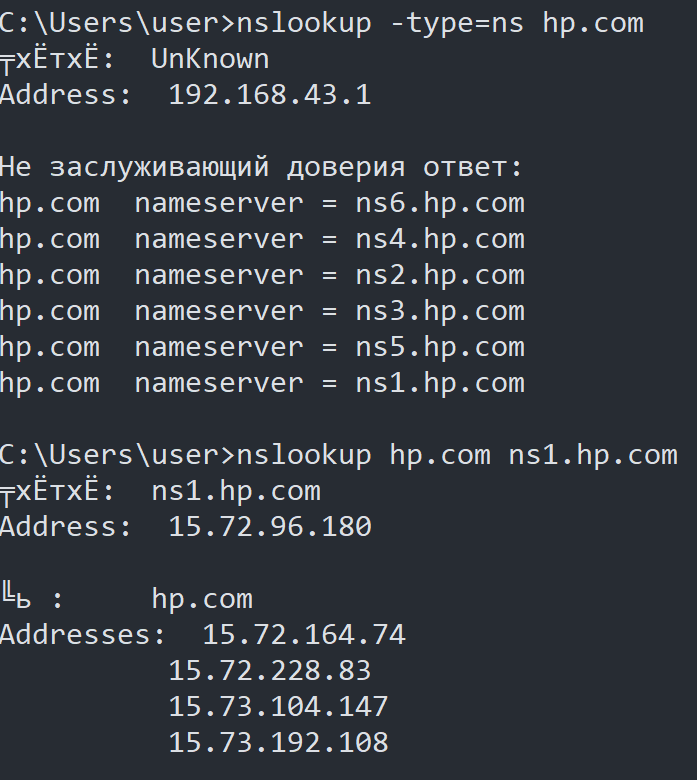 C:\Users\user>nslookup -type=ns hp.com
╤хЁтхЁ:  UnKnown
Address:  192.168.43.1

Не заслуживающий доверия ответ:
hp.com  nameserver = ns6.hp.com
hp.com  nameserver = ns4.hp.com
hp.com  nameserver = ns2.hp.com
hp.com  nameserver = ns3.hp.com
hp.com  nameserver = ns5.hp.com
hp.com  nameserver = ns1.hp.com

C:\Users\user>nslookup hp.com ns1.hp.com
╤хЁтхЁ:  ns1.hp.com
Address:  15.72.96.180

╚ь :     hp.com
Addresses:  15.72.164.74
          15.72.228.83
          15.73.104.147
          15.73.192.108